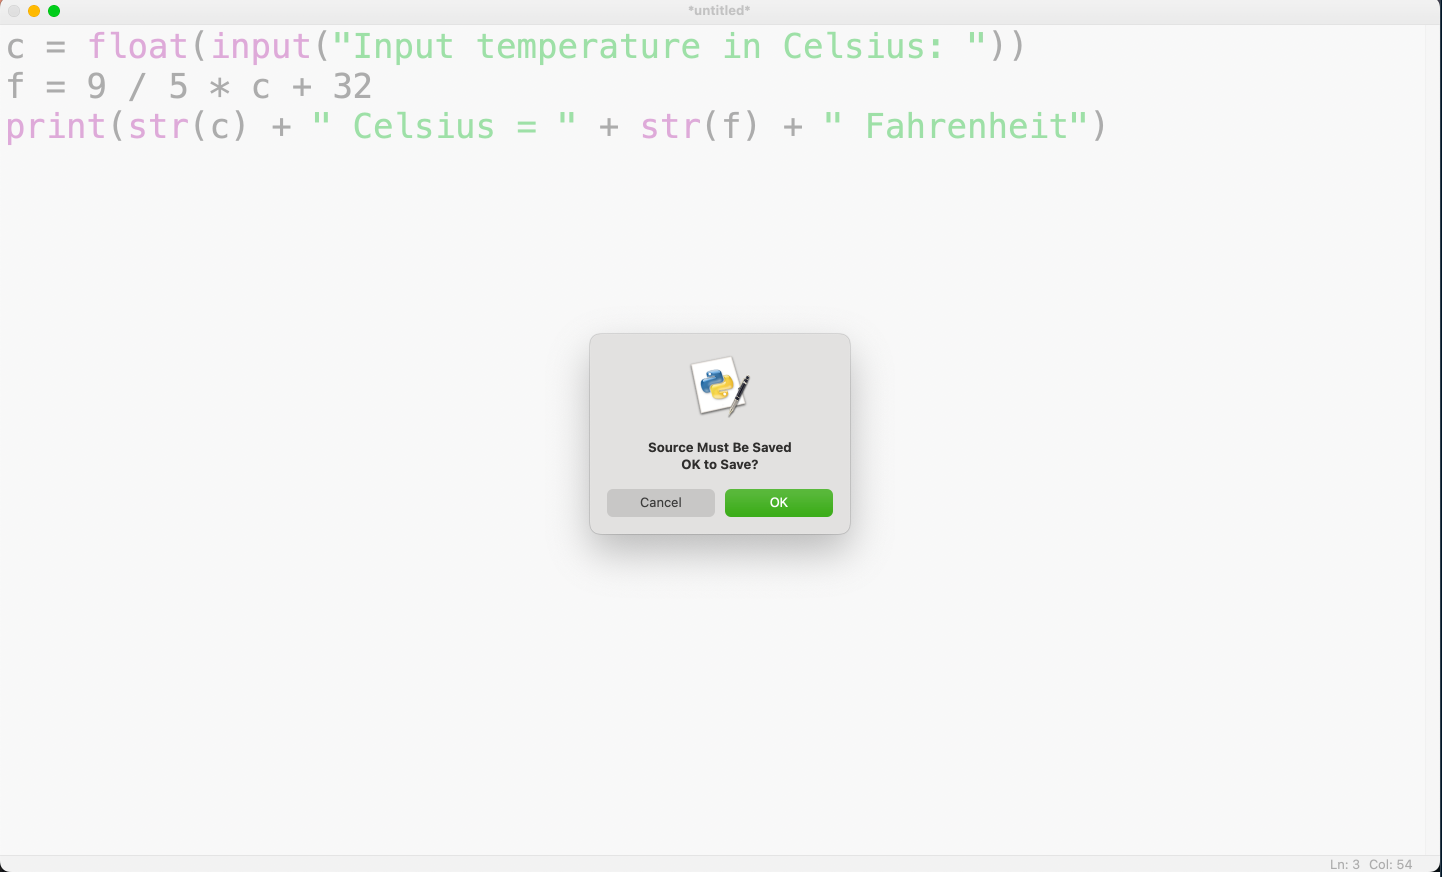 *untitled*
c = float(input("Input temperature in Celsius: "))
f = 9 / 5 * c + 32
print(str(c) + " Celsius = " + str(f) + " Fahrenheit")
Source Must Be Saved
OK to Save?
Cancel OK
Ln: 3 Col: 54